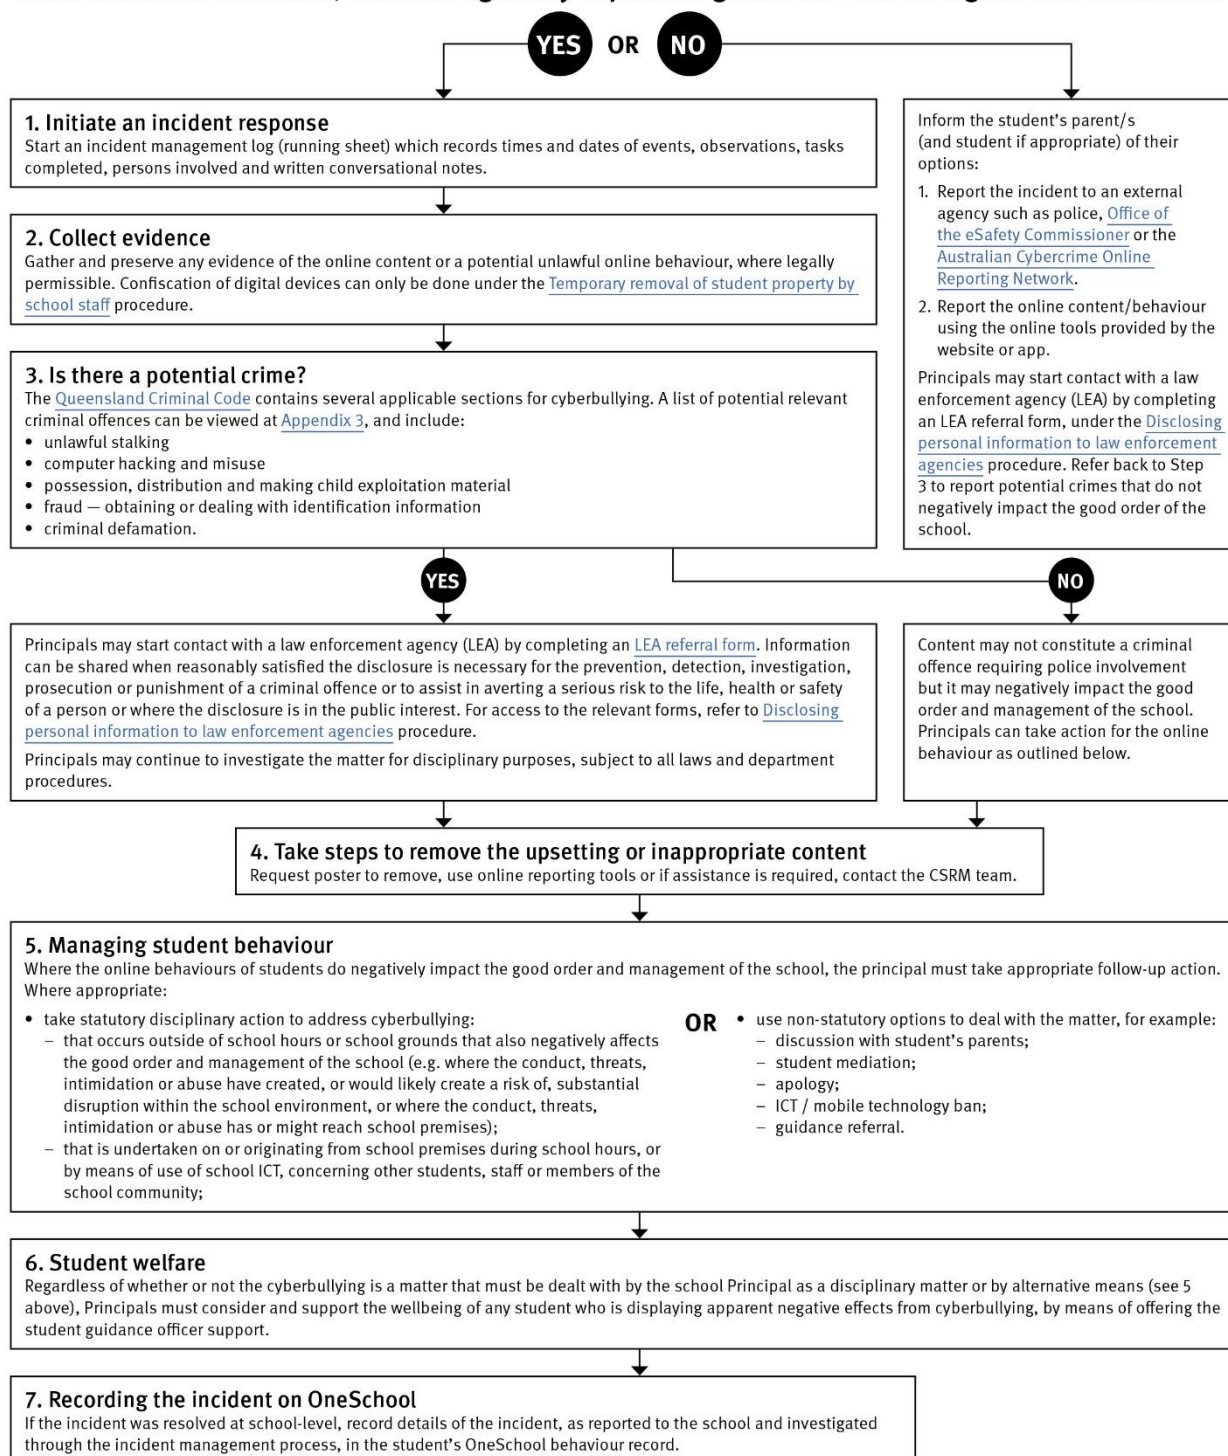 YES OR NO
1. Initiate an incident response
Start an incident management log (running sheet) which records times and dates of events, observations, tasks
completed, persons involved and written conversational notes.
2. Collect evidence
Gather and preserve any evidence of the online content or a potential unlawful online behaviour, where legally
permissible. Confiscation of digital devices can only be done under the Temporary removal of student property by
school staff procedure.
3. Is there a potential crime?
The Queensland Criminal Code contains several applicable sections for cyberbullying. A list of potential relevant
criminal offences can be viewed at Appendix 3, and include:
• unlawful stalking
• computer hacking and misuse
• possession, distribution and making child exploitation material
• fraud — obtaining or dealing with identification information
• criminal defamation.
Inform the student's parent/s
(and student if appropriate) of their
options:
1. Report the incident to an external
agency such as police, Office of
the eSafety Commissioner or the
Australian Cybercrime Online
Reporting Network.
2. Report the online content/behaviour
using the online tools provided by the
website or app.
Principals may start contact with a law
enforcement agency (LEA) by completing
an LEA referral form, under the Disclosing
personal information to law enforcement
agencies procedure. Refer back to Step
3 to report potential crimes that do not
negatively impact the good order of the
school.
YES
NO
Principals may start contact with a law enforcement agency (LEA) by completing an LEA referral form. Information
can be shared when reasonably satisfied the disclosure is necessary for the prevention, detection, investigation,
prosecution or punishment of a criminal offence or to assist in averting a serious risk to the life, health or safety
of a person or where the disclosure is in the public interest. For access to the relevant forms, refer to Disclosing
personal information to law enforcement agencies procedure.
Principals may continue to investigate the matter for disciplinary purposes, subject to all laws and department
procedures.
Content may not constitute a criminal
offence requiring police involvement
but it may negatively impact the good
order and management of the school.
Principals can take action for the online
behaviour as outlined below.
4. Take steps to remove the upsetting or inappropriate content
Request poster to remove, use online reporting tools or if assistance is required, contact the CSRM team.
5. Managing student behaviour
Where the online behaviours of students do negatively impact the good order and management of the school, the principal must take appropriate follow-up action.
Where appropriate:
• take statutory disciplinary action to address cyberbullying:
– that occurs outside of school hours or school grounds that also negatively affects
the good order and management of the school (e.g. where the conduct, threats,
intimidation or abuse have created, or would likely create a risk of, substantial
disruption within the school environment, or where the conduct, threats,
intimidation or abuse has or might reach school premises);
– that is undertaken on or originating from school premises during school hours, or
by means of use of school ICT, concerning other students, staff or members of the
school community;
OR
• use non-statutory options to deal with the matter, for example:
– discussion with student's parents;
– student mediation;
– apology;
– ICT / mobile technology ban;
– guidance referral.
6. Student welfare
Regardless of whether or not the cyberbullying is a matter that must be dealt with by the school Principal as a disciplinary matter or by alternative means (see 5
above), Principals must consider and support the wellbeing of any student who is displaying apparent negative effects from cyberbullying, by means of offering the
student guidance officer support.
7. Recording the incident on OneSchool
If the incident was resolved at school-level, record details of the incident, as reported to the school and investigated
through the incident management process, in the student's OneSchool behaviour record.